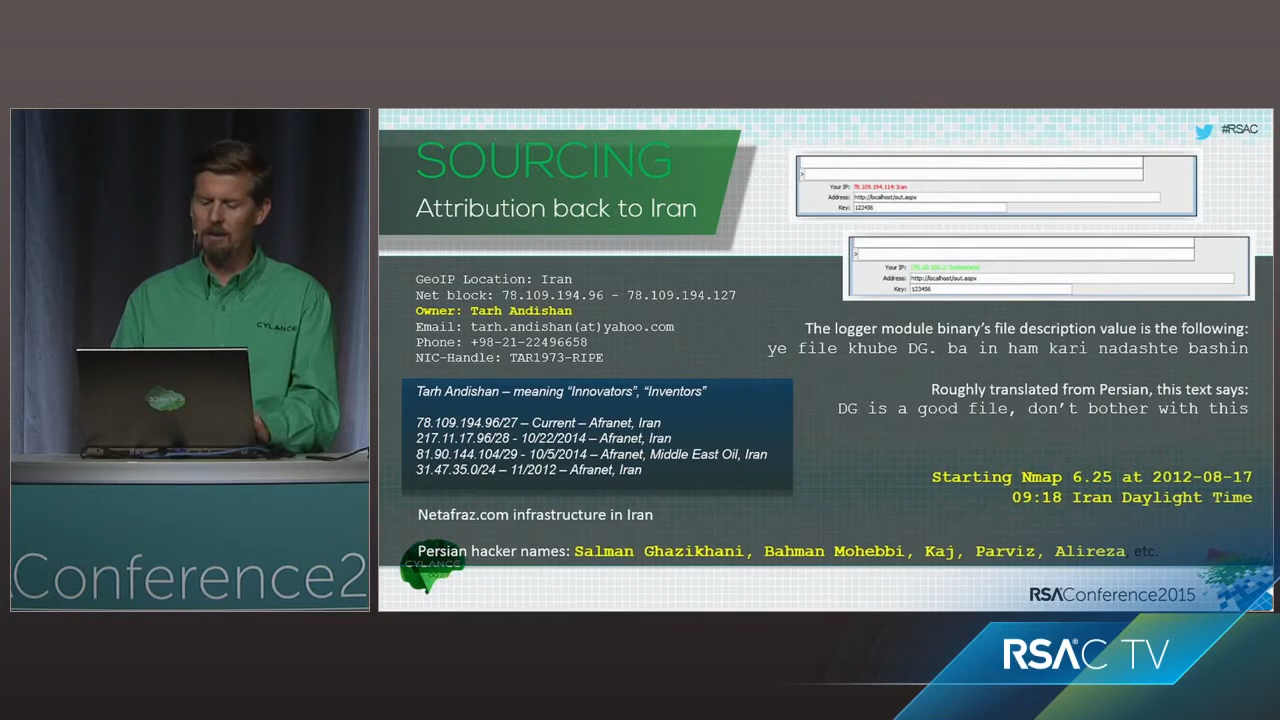 CYLANCE
Conference2
SOURCING
Attribution back to Iran
#RSAC
>
Your IP: 78.109.194.114: Iran
Address: http://localhost/out.aspx
Key: 123456
>
Your IP:
Address: http://localhost/out.aspx
Key: 123456
GeoIP Location: Iran
Net block: 78.109.194.96 - 78.109.194.127
Owner: Tarh Andishan
Email: tarh.andishan(at)yahoo.com
Phone: +98-21-22496658
NIC-Handle: TAR1973-RIPE
Tarh Andishan – meaning “Innovators”, “Inventors”
78.109.194.96/27 – Current – Afranet, Iran
217.11.17.96/28 - 10/22/2014 – Afranet, Iran
81.90.144.104/29 - 10/5/2014 – Afranet, Middle East Oil, Iran
31.47.35.0/24 – 11/2012 – Afranet, Iran
Netafraz.com infrastructure in Iran
Persian hacker names: Salman Ghazikhani, Bahman Mohebbi, Kaj, Parviz, Alireza, etc.
The logger module binary’s file description value is the following:
ye file khube DG. ba in ham kari nadashte bashin
Roughly translated from Persian, this text says:
DG is a good file, don’t bother with this
Starting Nmap 6.25 at 2012-08-17
09:18 Iran Daylight Time
CYLANCE
RSAConference2015
RSAC TV